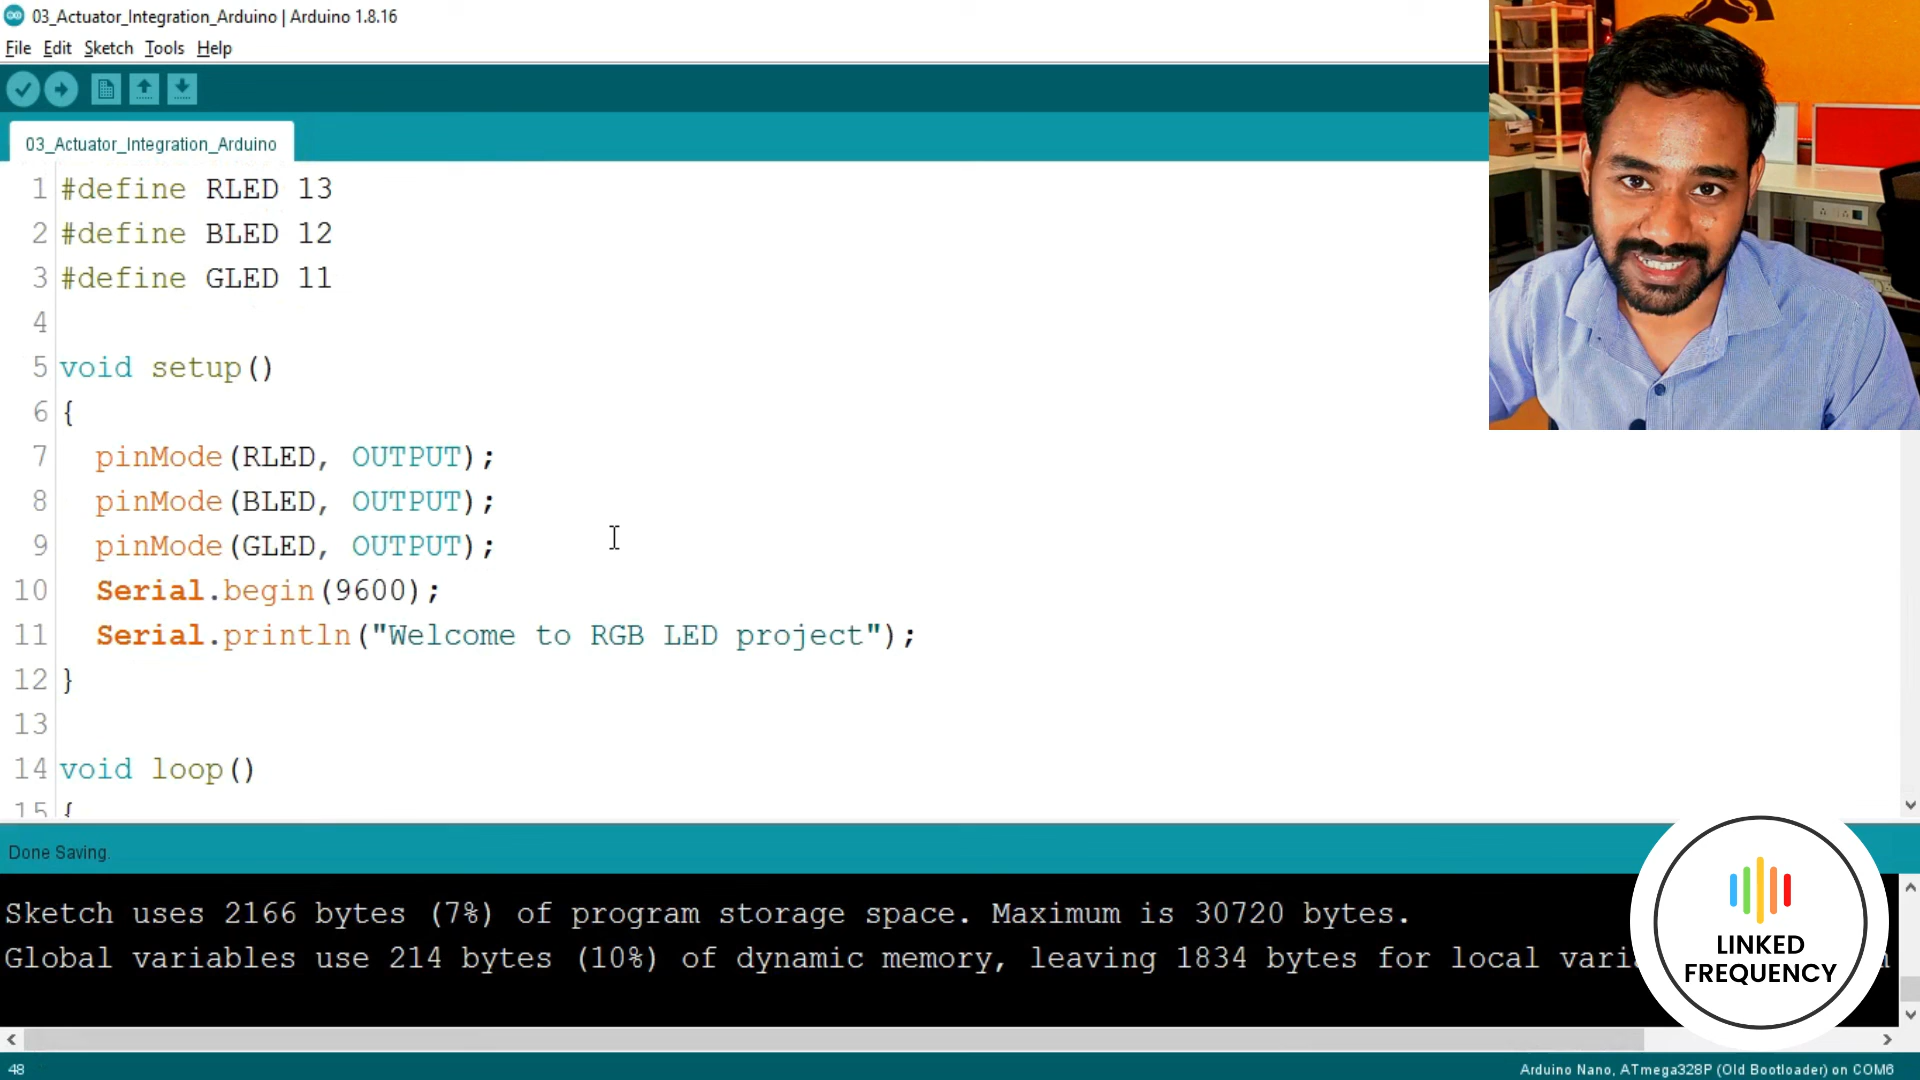 03_Actuator_Integration_Arduino | Arduino 1.8.16
File Edit Sketch Tools Help
03_Actuator_Integration_Arduino
1 #define RLED 13
2 #define BLED 12
3 #define GLED 11
4
5 void setup()
6 {
7 pinMode(RLED, OUTPUT);
8 pinMode(BLED, OUTPUT);
9 pinMode(GLED, OUTPUT);
10 Serial.begin(9600);
11 Serial.println("Welcome to RGB LED project");
12 }
13
14 void loop()
15 {
Done Saving.
Sketch uses 2166 bytes (7%) of program storage space. Maximum is 30720 bytes.
Global variables use 214 bytes (10%) of dynamic memory, leaving 1834 bytes for local
LINKED
FREQUENCY
48
Arduino Nano, ATmega328P (Old Bootloader) on COM6